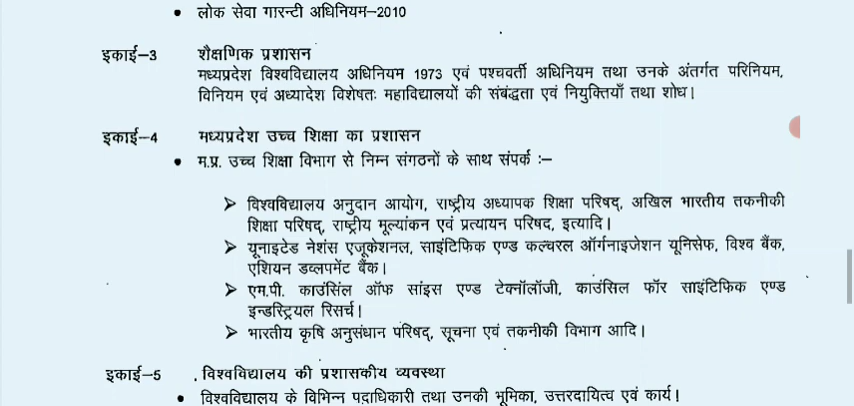 • लोक सेवा गारन्टी अधिनियम–2010
इकाई–3 शैक्षणिक प्रशासन
मध्यप्रदेश विश्वविद्यालय अधिनियम 1973 एवं पश्चवर्ती अधिनियम तथा उनके अंतर्गत परिनियम,
विनियम एवं अध्यादेश विशेषतः महाविद्यालयों की संबंद्धता एवं नियुक्तियाँ तथा शोध।
इकाई–4 मध्यप्रदेश उच्च शिक्षा का प्रशासन
• म.प्र. उच्च शिक्षा विभाग से निम्न संगठनों के साथ संपर्क :–
➤ विश्वविद्यालय अनुदान आयोग, राष्ट्रीय अध्यापक शिक्षा परिषद्, अखिल भारतीय तकनीकी
शिक्षा परिषद्, राष्ट्रीय मूल्यांकन एवं प्रत्यायन परिषद, इत्यादि।
➤ यूनाइटेड नेशंस एजूकेशनल, साइंटिफिक एण्ड कल्चरल ऑर्गनाइजेशन यूनिसेफ, विश्व बैंक,
एशियन डव्लपमेंट बैंक।
➤ एम.पी. काउंसिंल ऑफ सांइस एण्ड टेक्नॉलॉजी, काउंसिल फॉर साइंटिफिक एण्ड
इन्डस्ट्रियल रिसर्च।
➤ भारतीय कृषि अनुसंधान परिषद्, सूचना एवं तकनीकी विभाग आदि।
इकाई–5 विश्वविद्यालय की प्रशासकीय व्यवस्था
• विश्वविद्यालय के विभिन्न पदाधिकारी तथा उनकी भूमिका, उत्तरदायित्व एवं कार्य।